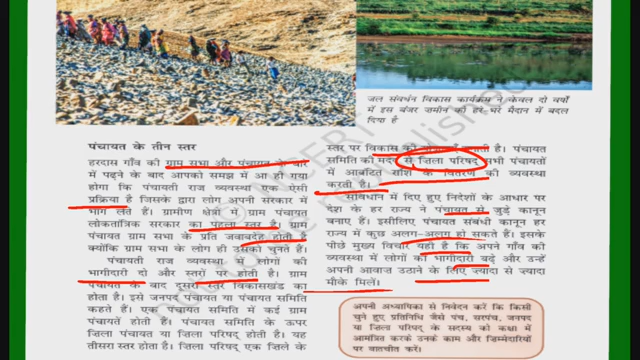 जल संवर्धन विकास कार्यक्रम ने केवल दो वर्षों
में इस बंजर ज़मीन को हरे-भरे मैदान में बदल
दिया है
पंचायत के तीन स्तर
हरदास गाँव की ग्राम सभा और पंचायत के बारे
में पढ़ने के बाद आपको समझ में आ ही गया
होगा कि पंचायती राज व्यवस्था एक ऐसी
प्रक्रिया है जिसके द्वारा लोग अपनी सरकार में
भाग लेते हैं। ग्रामीण क्षेत्रों में ग्राम पंचायत
लोकतांत्रिक सरकार का पहला स्तर है। ग्राम
पंचायत ग्राम सभा के प्रति जवाबदेह होती है
क्योंकि ग्राम सभा के लोग ही उसको चुनते हैं।
पंचायती राज व्यवस्था में लोगों की
भागीदारी दो और स्तरों पर होती है। ग्राम
पंचायत के बाद दूसरा स्तर विकासखंड का
होता है। इसे जनपद पंचायत या पंचायत समिति
कहते हैं। एक पंचायत समिति में कई ग्राम
पंचायतें होती हैं। पंचायत समिति के ऊपर
ज़िला पंचायत या ज़िला परिषद् होती है। यह
तीसरा स्तर होता है। ज़िला परिषद् एक ज़िले के
स्तर पर विकास की है। पंचायत
समिति की मदद से ज़िला परिषद् सभी पंचायतों
में आबंटित राशि के वितरण की व्यवस्था
करती है।
संविधान में दिए हुए निर्देशों के आधार पर
देश के हर राज्य ने पंचायत से जुड़े कानून
बनाए हैं। इसीलिए पंचायत संबंधी कानून हर
राज्य में कुछ अलग-अलग हो सकते हैं। इसके
पीछे मुख्य विचार यही है कि अपने गाँव की
व्यवस्था में लोगों की भागीदारी बढ़े और उन्हें
अपनी आवाज़ उठाने के लिए ज़्यादा से ज़्यादा
मौके मिलें।
अपनी अध्यापिका से निवेदन करें कि किसी
चुने हुए प्रतिनिधि जैसे पंच, सरपंच, जनपद
या ज़िला परिषद् के सदस्य को कक्षा में
आमंत्रित करके उनके काम और ज़िम्मेदारियों
पर बातचीत करें।